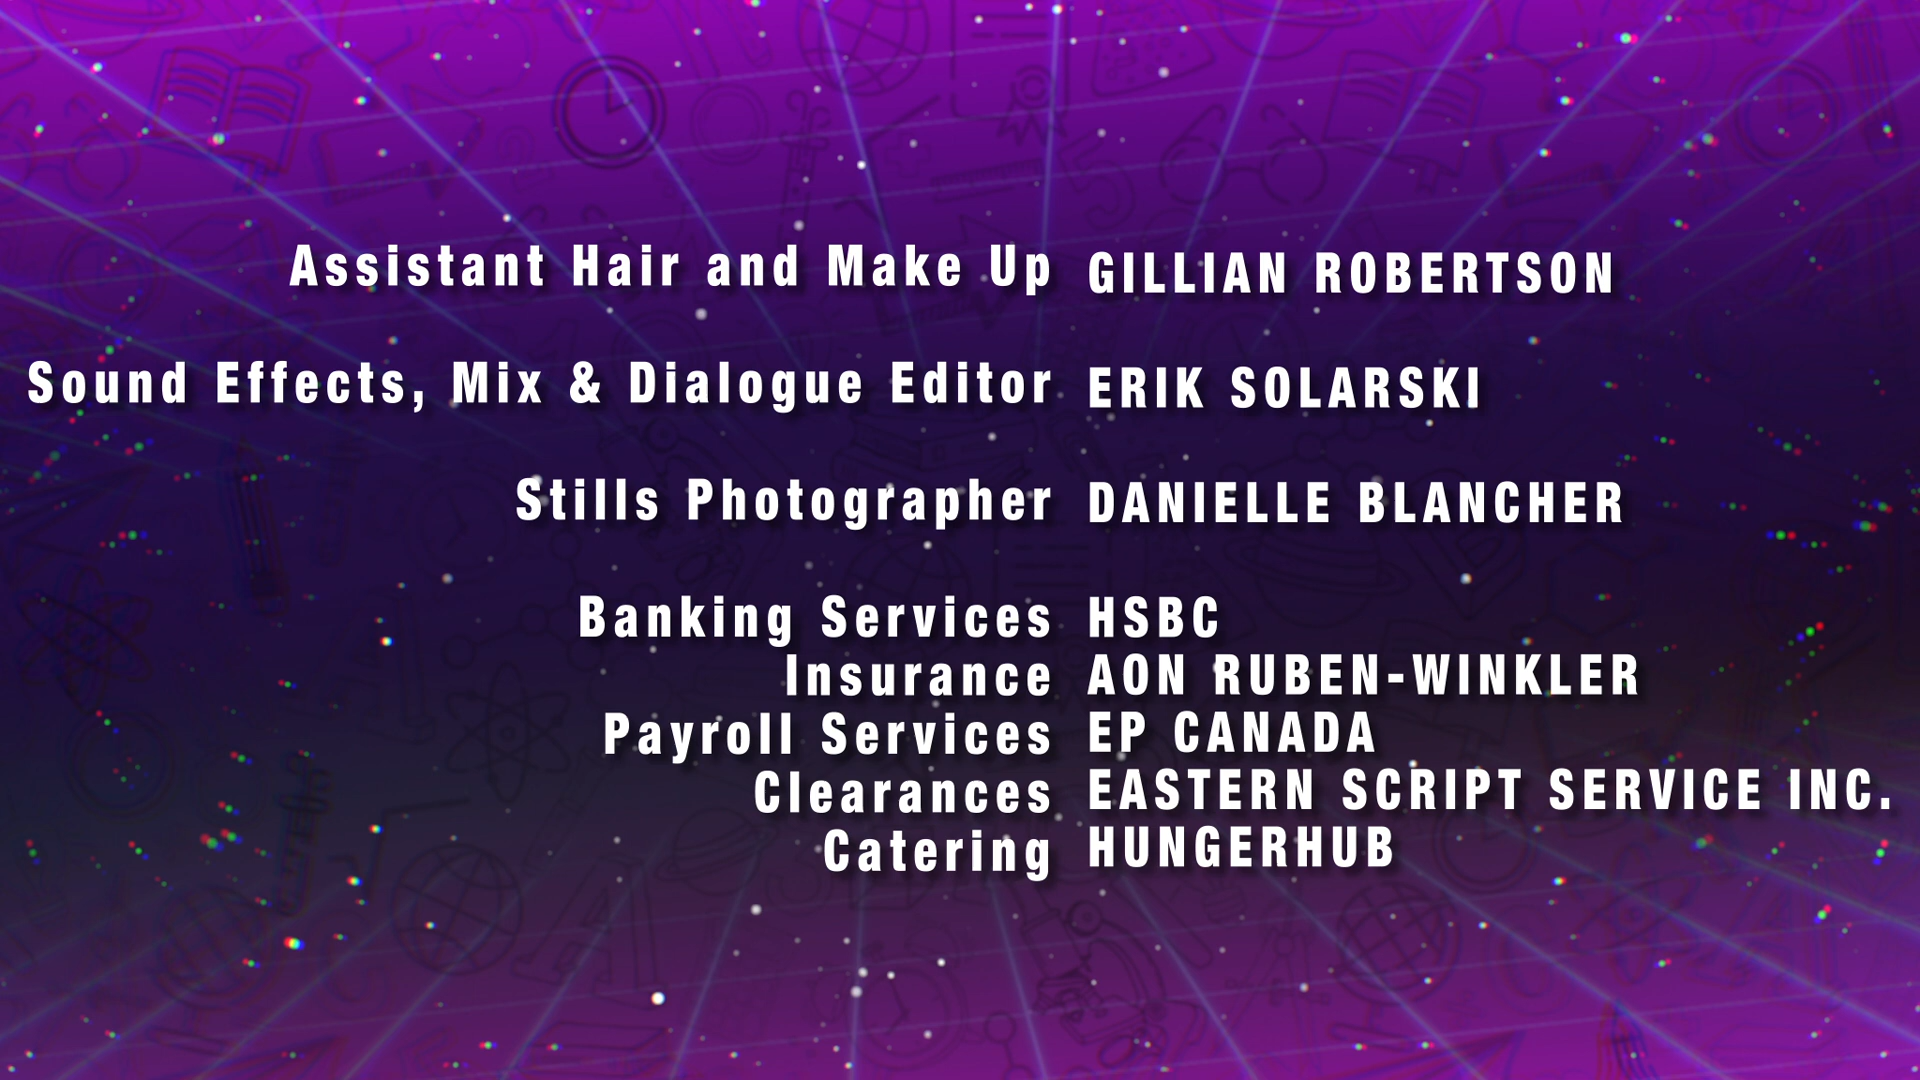 Assistant Hair and Make Up GILLIAN ROBERTSON
Sound Effects, Mix & Dialogue Editor ERIK SOLARSKI
Stills Photographer DANIELLE BLANCHER
Banking Services HSBC
Insurance AON RUBEN-WINKLER
Payroll Services EP CANADA
Clearances EASTERN SCRIPT SERVICE INC.
Catering HUNGERHUB